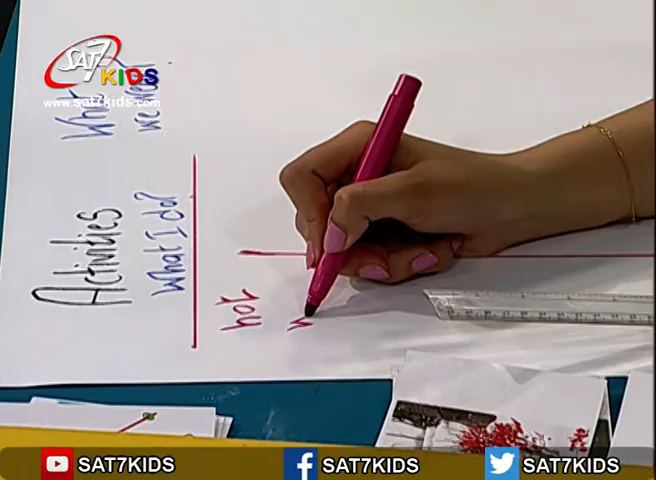 SAT7
KIDS
www.sat7kids.com
Activities
What I do?
What
we wear
hot
SAT7KIDS
SAT7KIDS
SAT7KIDS